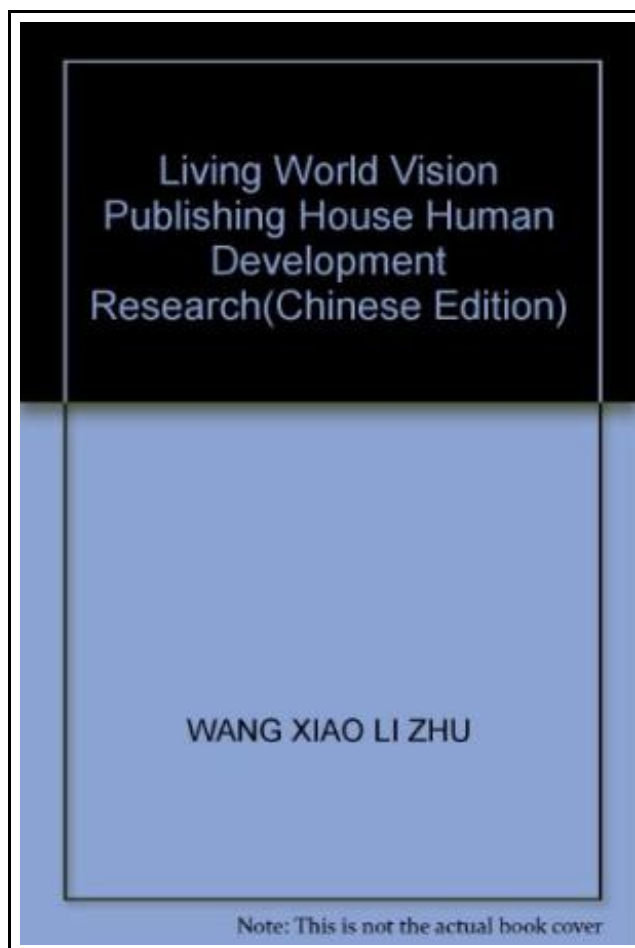 Living World Vision
Publishing House Human
Development
Research(Chinese Edition)
WANG XIAO LI ZHU
Note: This is not the actual book cover